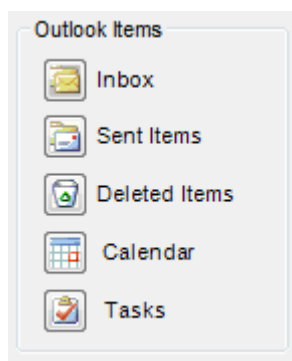 Outlook Items
Inbox
Sent Items
Deleted Items
Calendar
Tasks